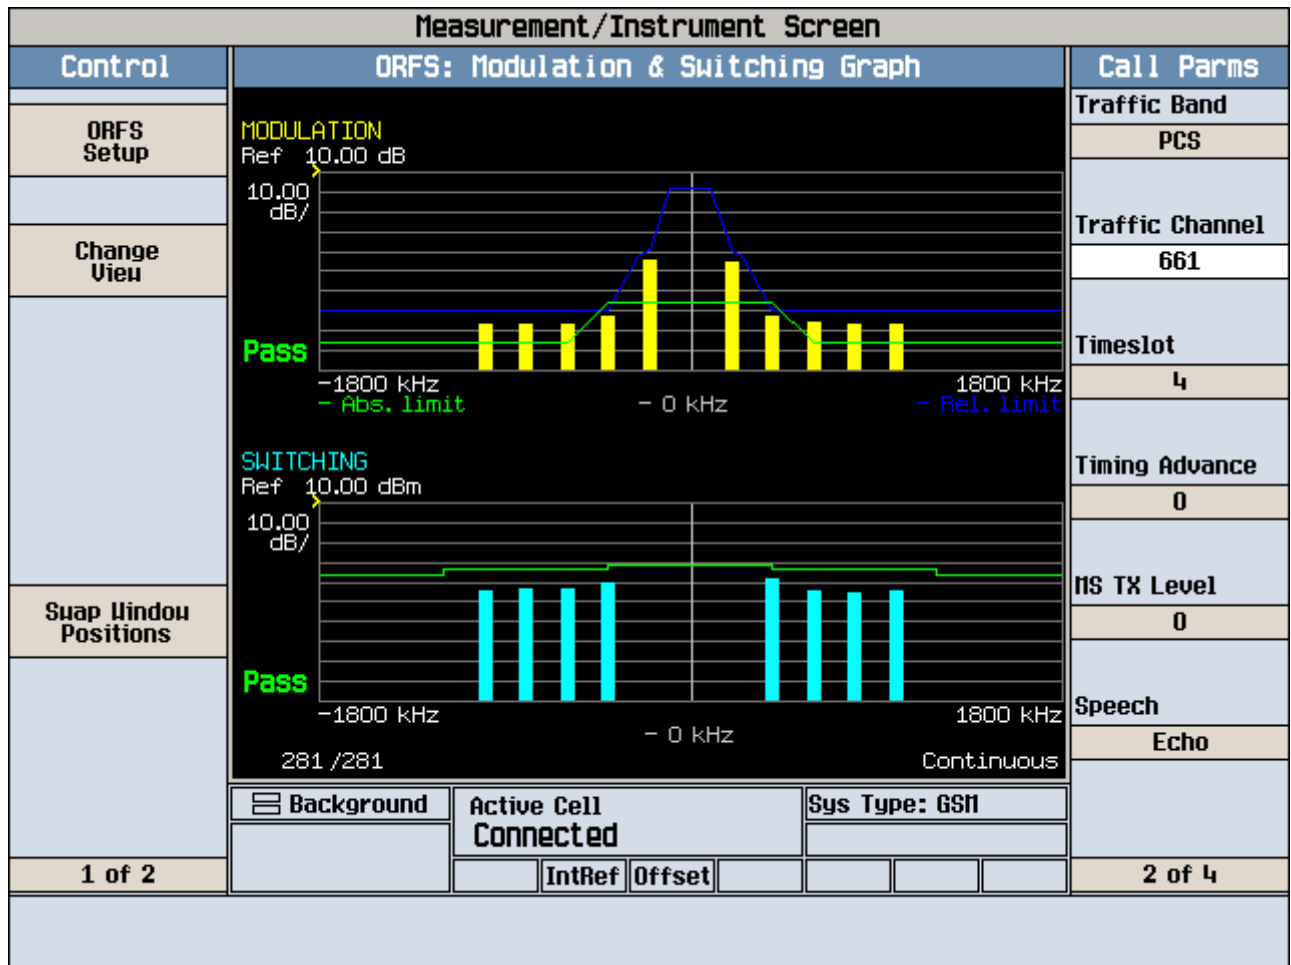 Measurement/Instrument Screen
Control
ORFS: Modulation & Switching Graph
Call Parms
ORFS
Setup
Change
View
Swap Window
Positions
1 of 2
MODULATION
Ref 10.00 dB
10.00
dB/
Pass
-1800 kHz
1800 kHz
- Abs. limit
- 0 kHz
- Rel. limit
SWITCHING
Ref 10.00 dBm
10.00
dB/
Pass
-1800 kHz
1800 kHz
- 0 kHz
281 /281
Continuous
Background
Active Cell
Connected
Sys Type: GSM
IntRef
Offset
Traffic Band
PCS
Traffic Channel
661
Timeslot
4
Timing Advance
0
MS TX Level
0
Speech
Echo
2 of 4